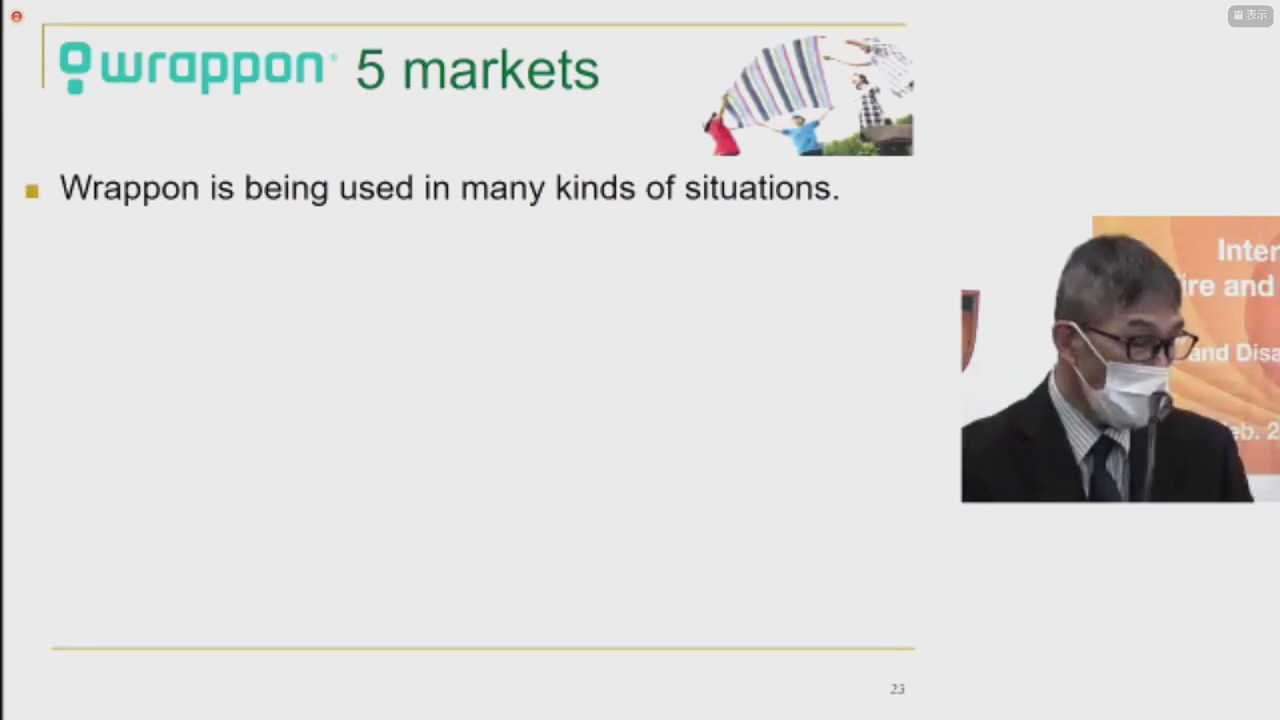 表示
wrappon 5 markets
Wrappon is being used in many kinds of situations.
Inter
ire and
and Disa
eb. 2
23